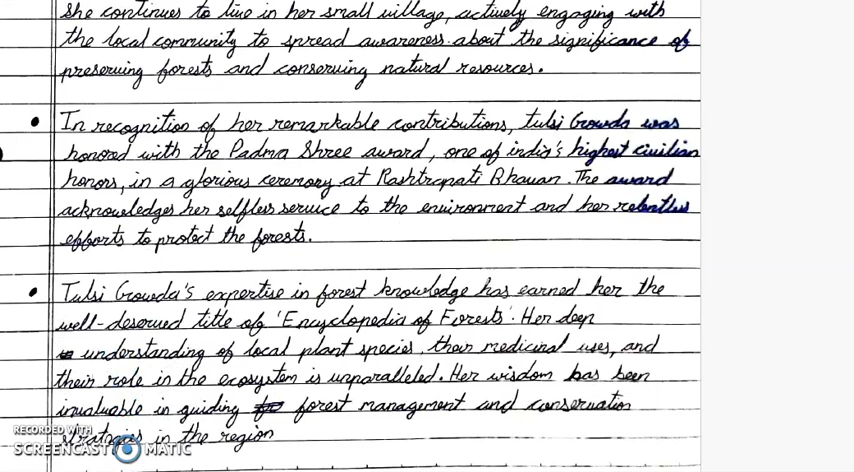 she continues to live in her small village, actively engaging with
the local community to spread awareness about the significance of
preserving forests and conserving natural resources.
• In recognition of her remarkable contributions, tulsi Gowda was
honored with the Padma Shree award, one of india's highest civilian
honors, in a glorious ceremony at Rashtrapati Bhavan. The award
acknowledges her selfless service to the environment and her relentless
efforts to protect the forests.
• Tulsi Gowda's expertise in forest knowledge has earned her the
well-deserved title of 'Encyclopedia of Forests'. Her deep
understanding of local plant species, their medicinal uses, and
their role in the ecosystem is unparalleled. Her wisdom has been
invaluable in guiding forest management and conservation
in the region
RECORDED WITH
SCREENCAST MATIC